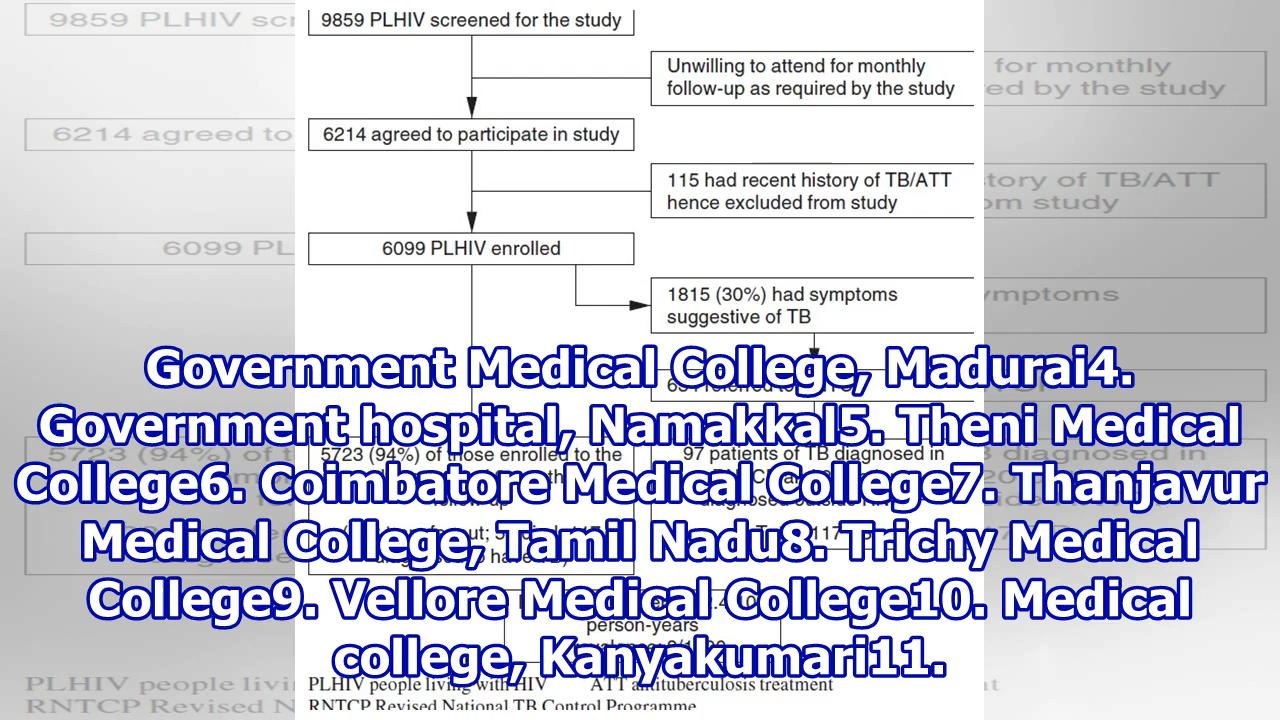 9859 PLHIV screened for the study
Unwilling to attend for monthly
follow-up as required by the study
6214 agreed to participate in study
115 had recent history of TB/ATT
hence excluded from study
6099 PLHIV enrolled
1815 (30%) had symptoms
suggestive of TB
Government Medical College, Madurai4.
Government hospital, Namakkal5. Theni Medical
College6. Coimbatore Medical College7. Thanjavur
Medical College, Tamil Nadu8. Trichy Medical
College9. Vellore Medical College10. Medical
college, Kanyakumari11.
5723 (94%) of those enrolled to the
97 patients of TB diagnosed in
person-years
PLHIV people living with HIV ATT antituberculosis treatment
RNTCP Revised National TB Control Programme